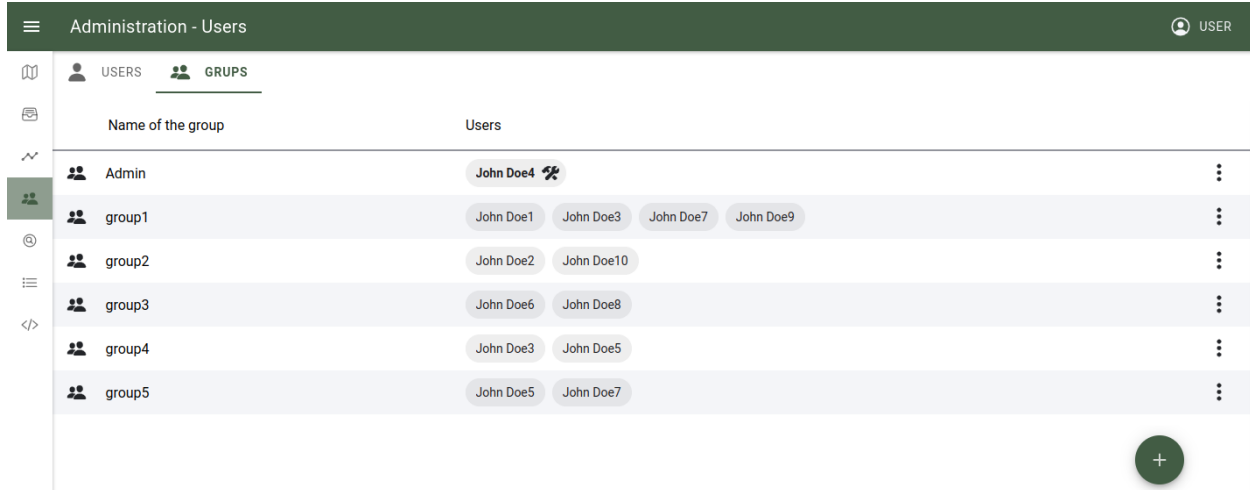 Administration - Users USER
USERS GRUPS
Name of the group Users
Admin John Doe4
group1 John Doe1 John Doe3 John Doe7 John Doe9
group2 John Doe2 John Doe10
group3 John Doe6 John Doe8
group4 John Doe3 John Doe5
group5 John Doe5 John Doe7